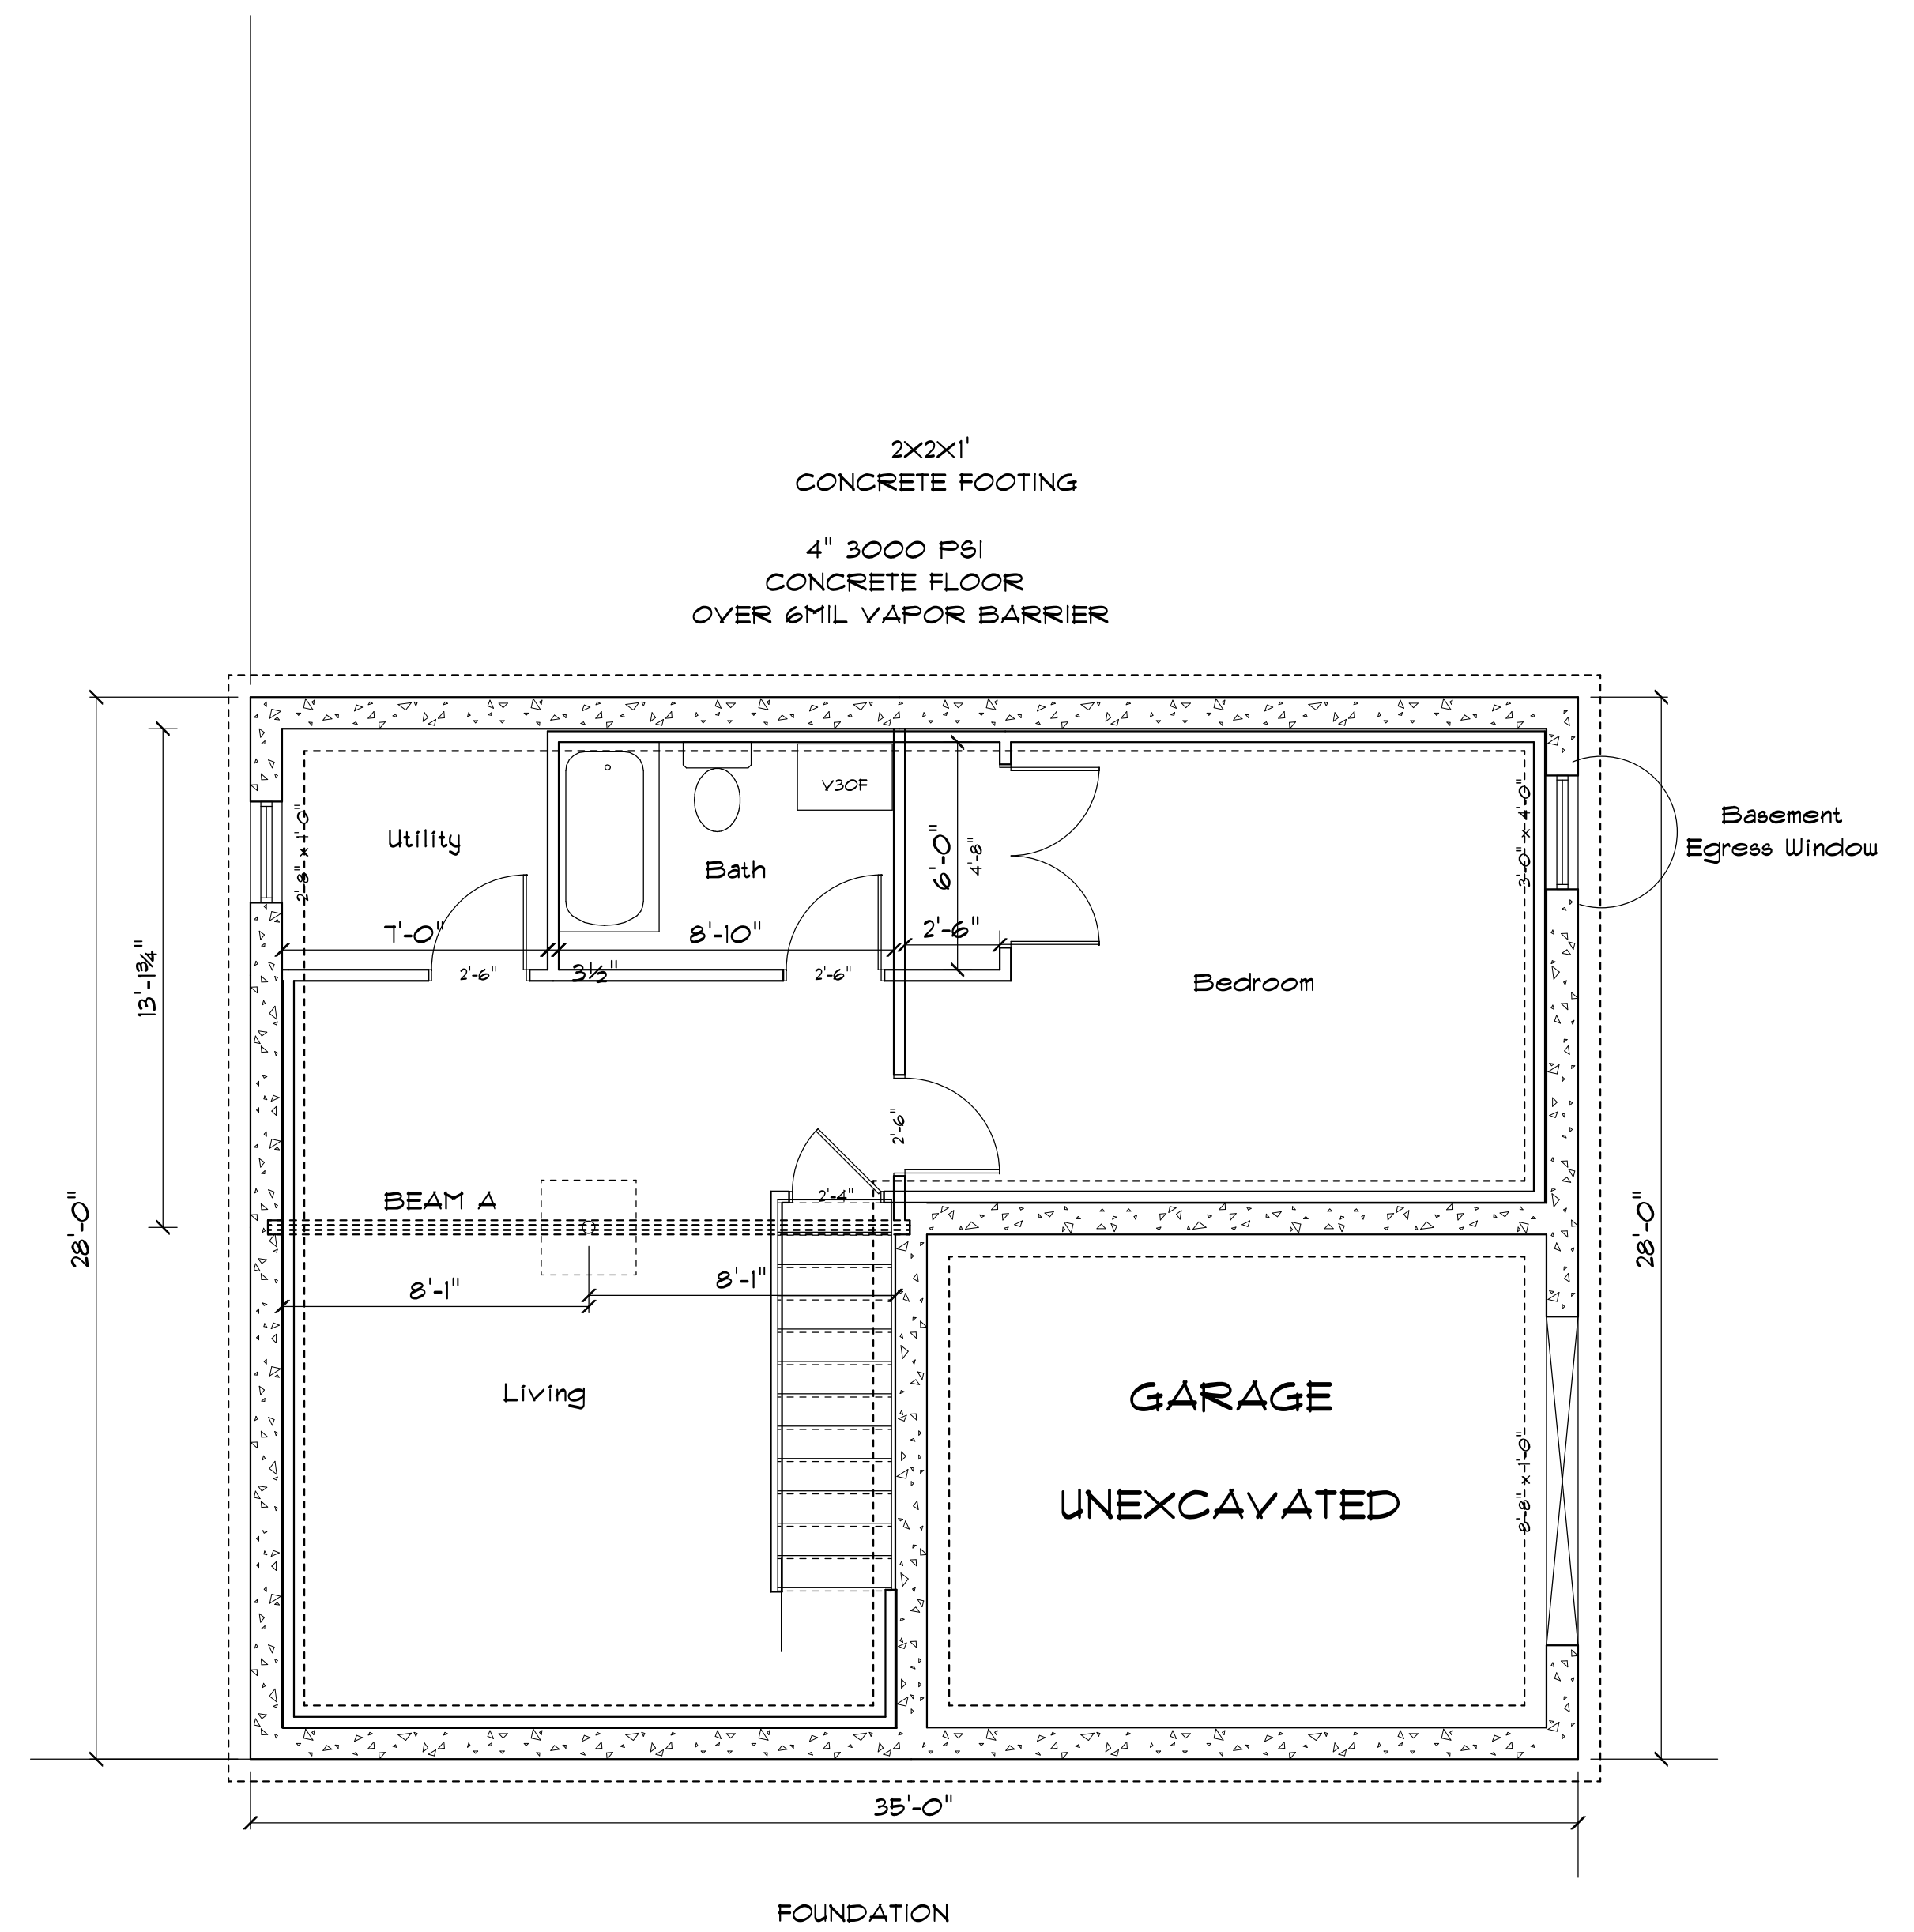 2X2X1'
CONCRETE FOOTING
4" 3000 PSI
CONCRETE FLOOR
OVER 6MIL VAPOR BARRIER
V30F
Utility
2'-8" x 1'-0"
Bath
6'-0"
4'-8"
3'-0" x 4'-0"
Basement
Egress Window
7'-0"
8'-10"
2'-6"
2'-6"
3½"
2'-6"
13'-1¾"
Bedroom
2'-6"
2'-4"
BEAM A
28'-0"
28'-0"
8'-1"
8'-1"
Living
GARAGE
UNEXCAVATED
8'-8" x 1'-0"
35'-0"
FOUNDATION